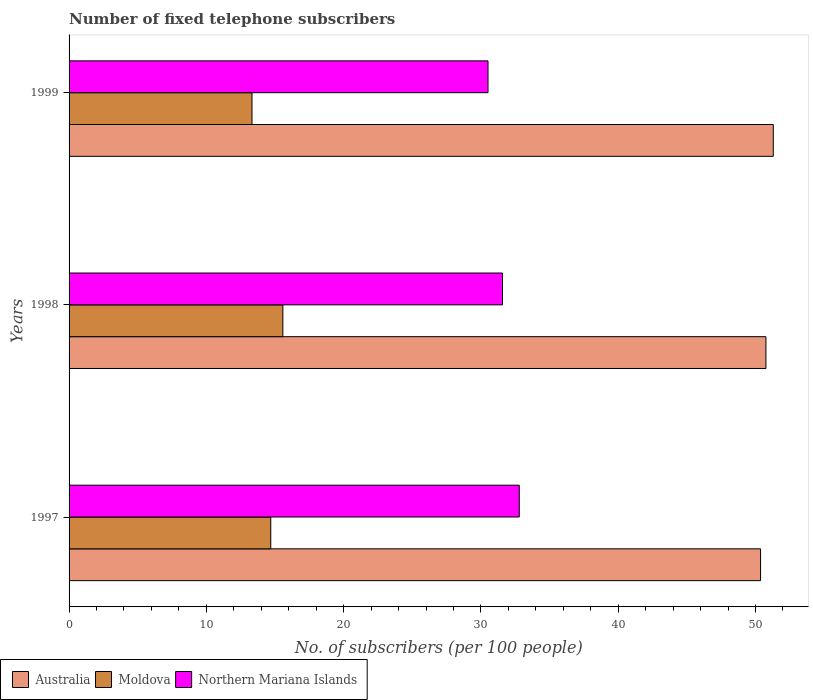 Number of fixed telephone subscribers
Years
1999
1998
1997
0
10
20
30
40
50
No. of subscribers (per 100 people)
Australia
Moldova
Northern Mariana Islands